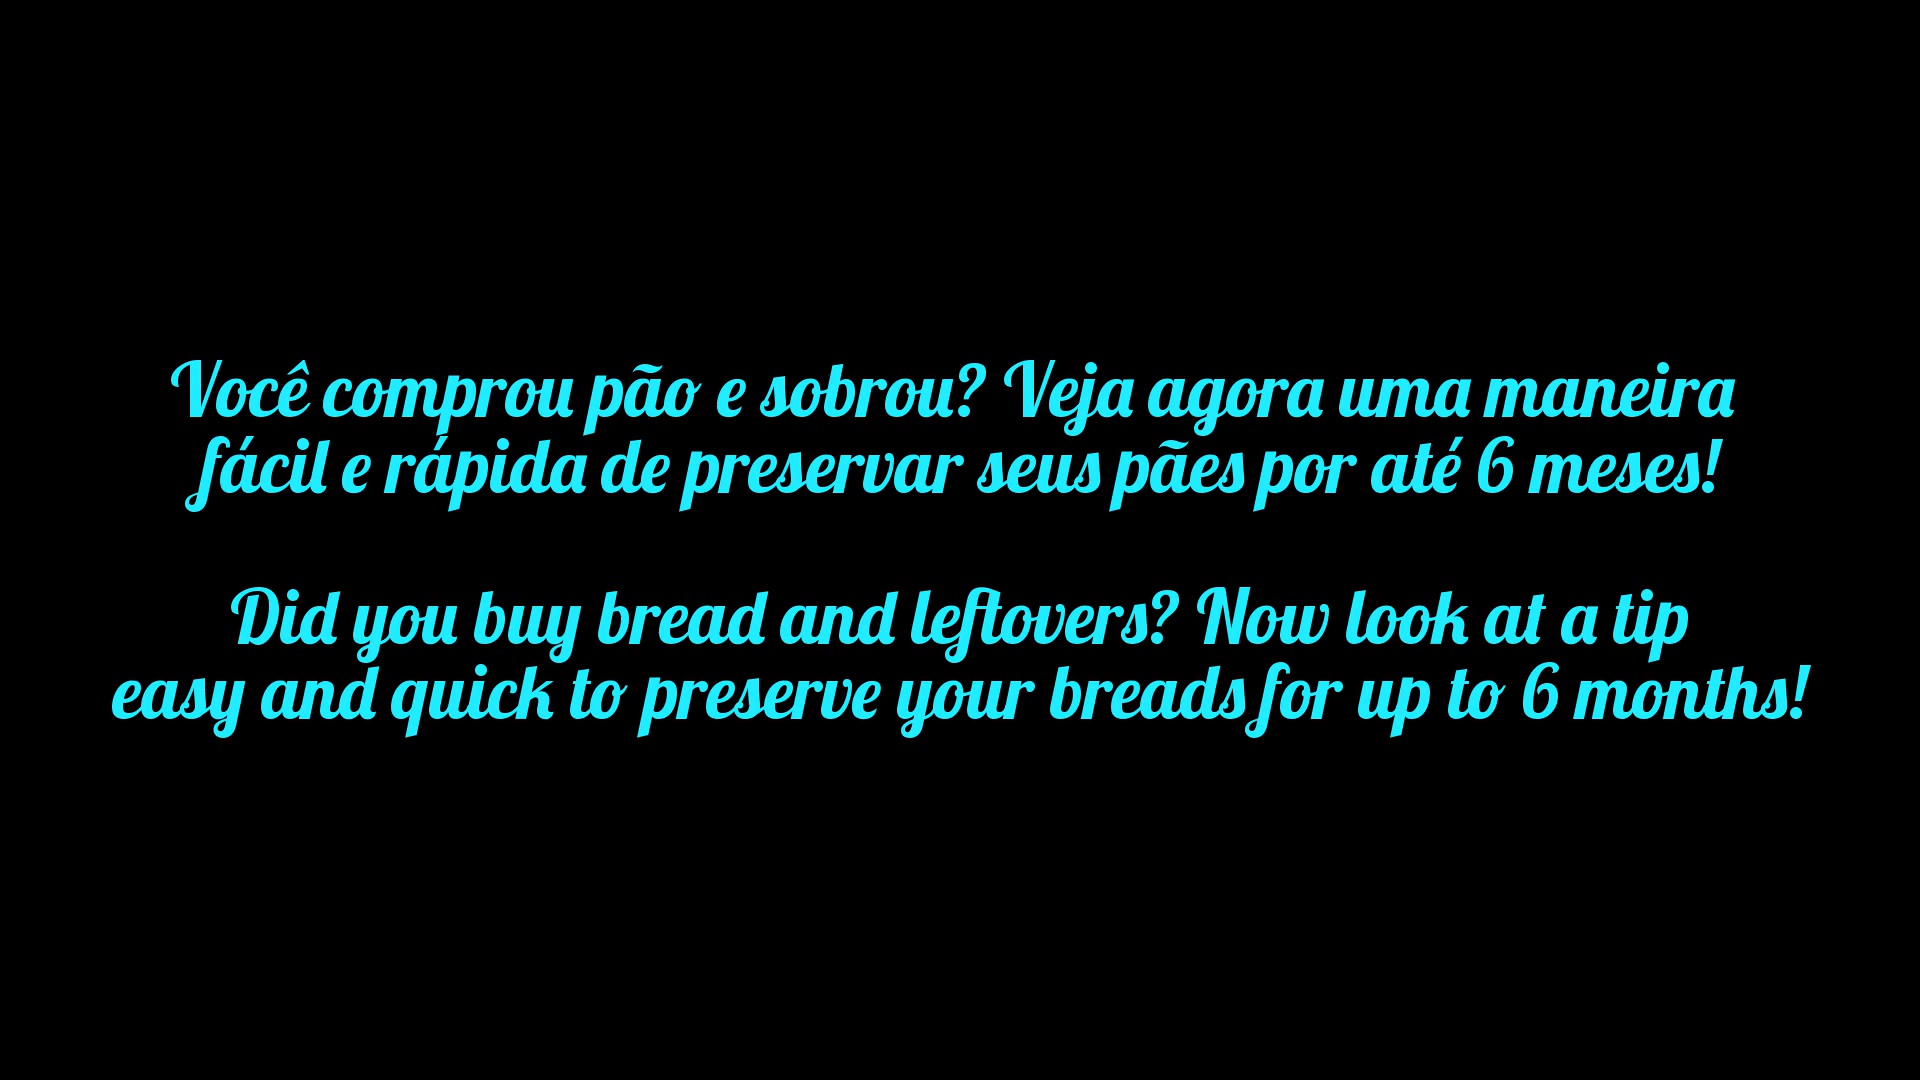 Você comprou pão e sobrou? Veja agora uma maneira
fácil e rápida de preservar seus pães por até 6 meses!
Did you buy bread and leftovers? Now look at a tip
easy and quick to preserve your breads for up to 6 months!